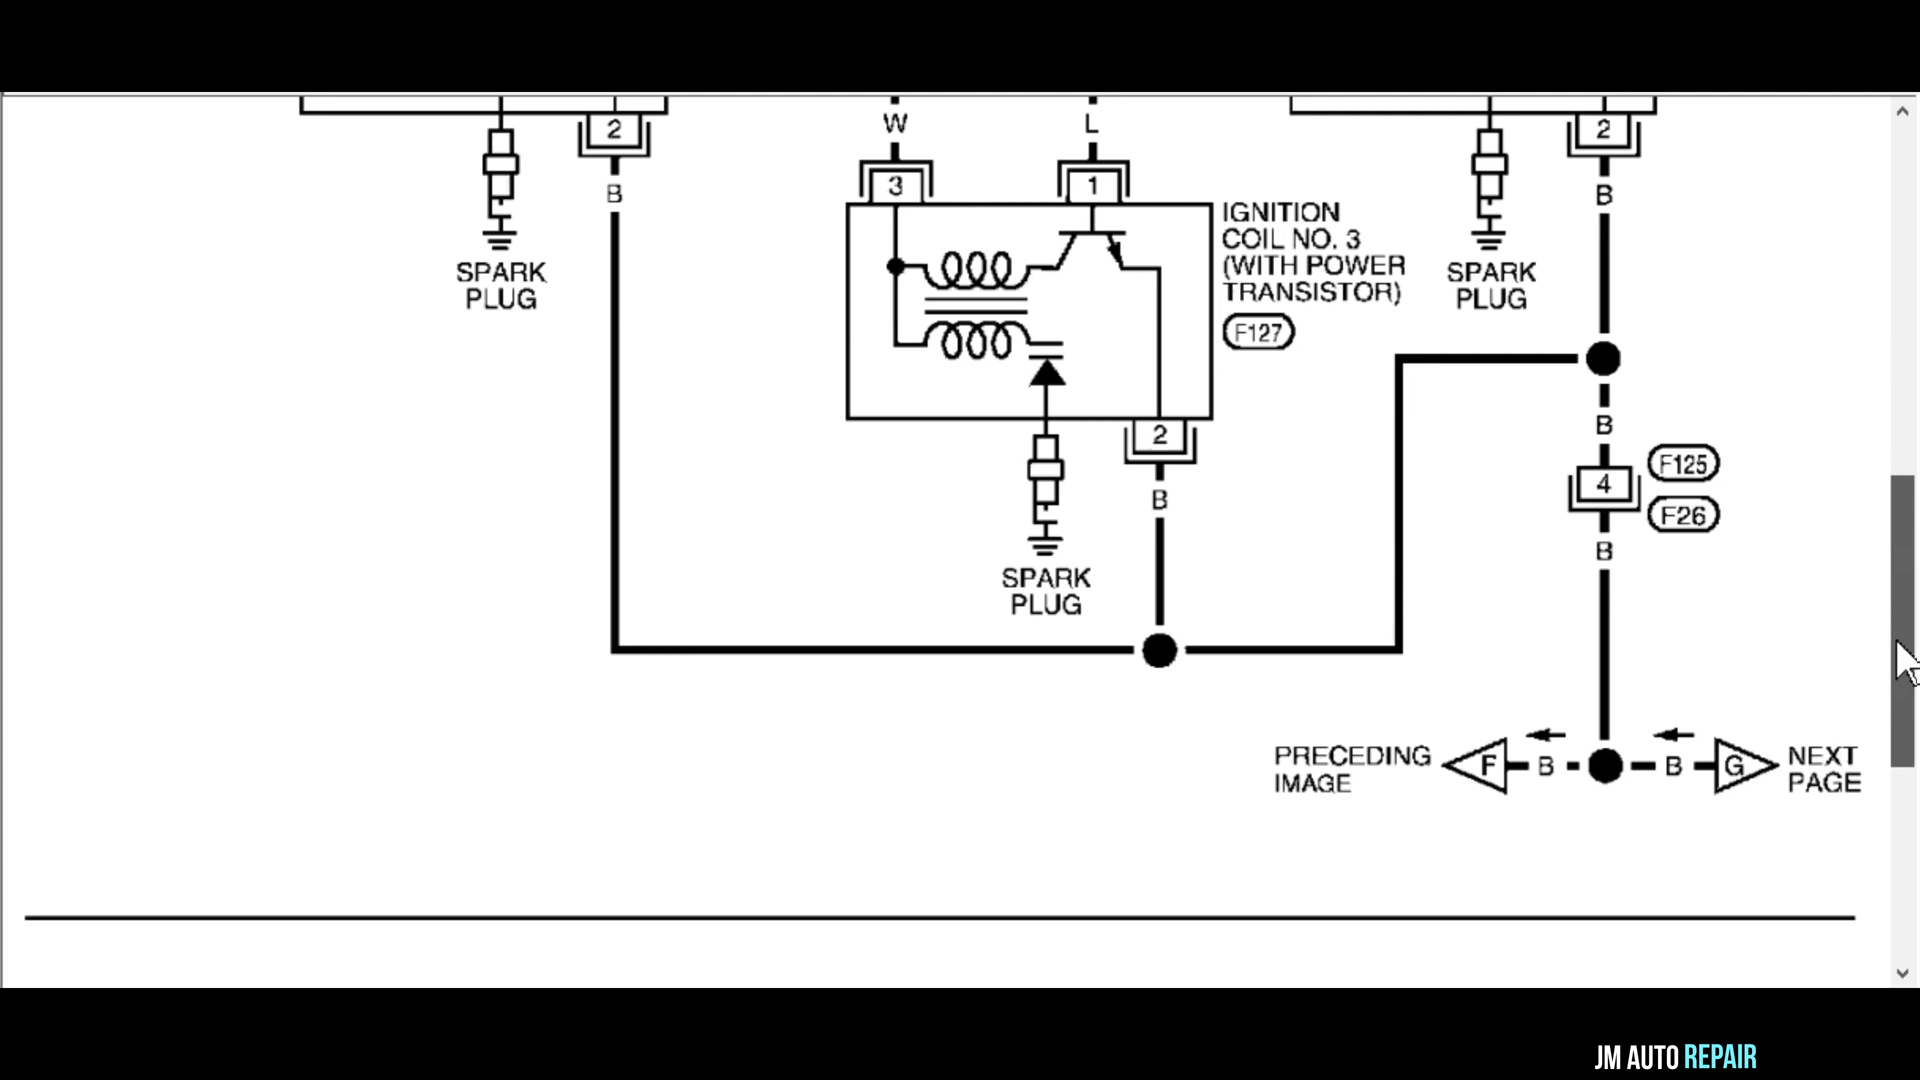 2
B
SPARK
PLUG
W
L
3
1
IGNITION
COIL NO. 3
(WITH POWER
TRANSISTOR)
F127
2
B
SPARK
PLUG
2
B
SPARK
PLUG
B
4
F125
F26
B
PRECEDING
IMAGE
F
B
B
G
NEXT
PAGE
JM AUTO REPAIR